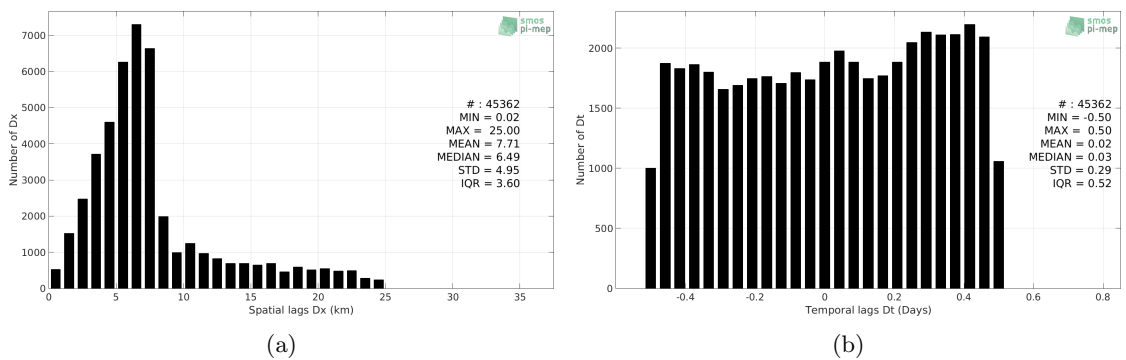 smos
pi-mep
7000
6000
5000
4000
3000
2000
1000
0
Number of Dx
# : 45362
MIN = 0.02
MAX = 25.00
MEAN = 7.71
MEDIAN = 6.49
STD = 4.95
IQR = 3.60
0 5 10 15 20 25 30 35
Spatial lags Dx (km)
(a)
smos
pi-mep
2000
1500
1000
500
0
Number of Dt
# : 45362
MIN = -0.50
MAX = 0.50
MEAN = 0.02
MEDIAN = 0.03
STD = 0.29
IQR = 0.52
-0.4 -0.2 0 0.2 0.4 0.6 0.8
Temporal lags Dt (Days)
(b)